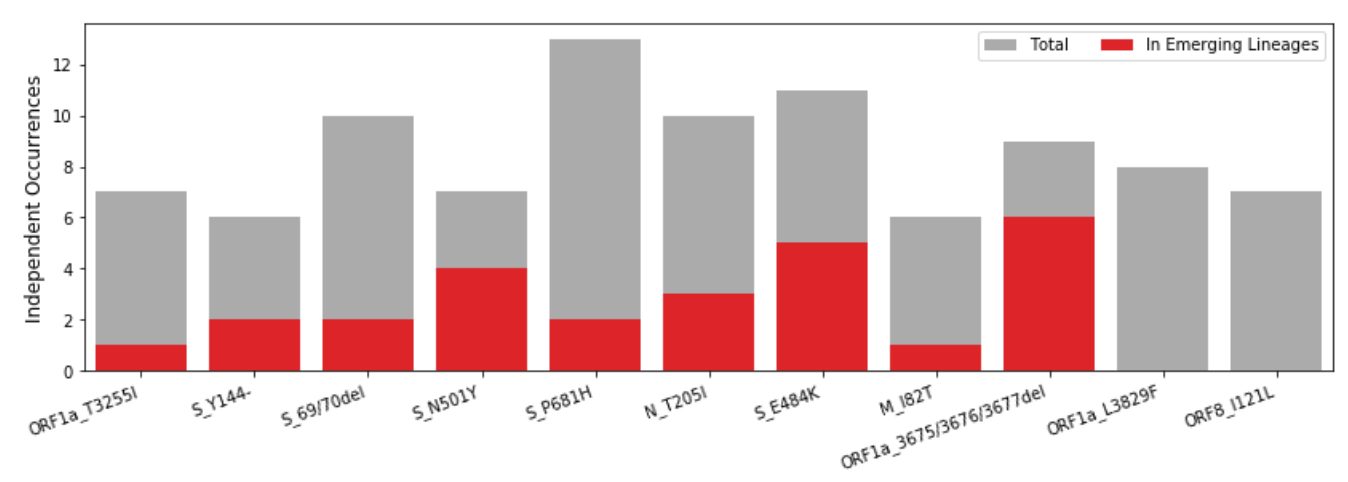 Total
In Emerging Lineages
Independent Occurrences
12
10
8
6
4
2
0
ORF1a_T3255I
S_Y144-
S_69/70del
S_N501Y
S_P681H
N_T205I
S_E484K
M_I82T
ORF1a_3675/3676/3677del
ORF1a_L3829F
ORF8_I121L